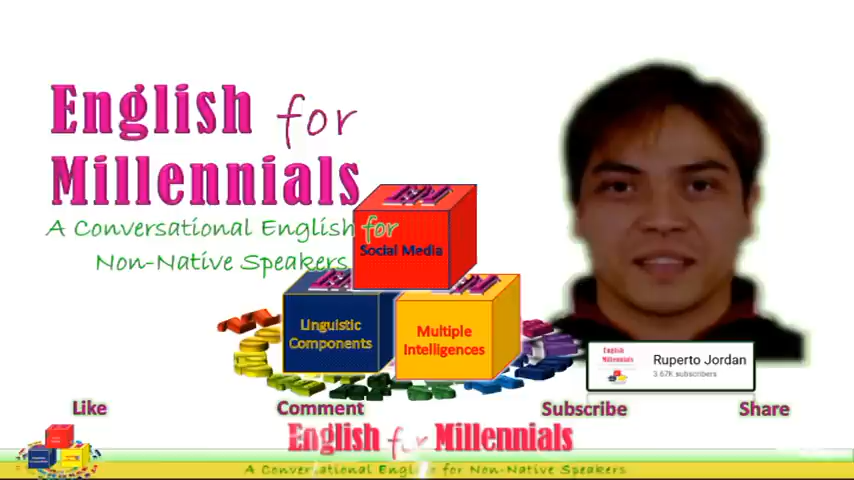 English for
Millennials
A Conversational English for
Non-Native Speakers
Social Media
Linguistic
Components
Multiple
Intelligences
English
Millennials
Ruperto Jordan
3.67K subscribers
Like
Comment
Subscribe
Share
English for Millennials
A Conversational English for Non-Native Speakers